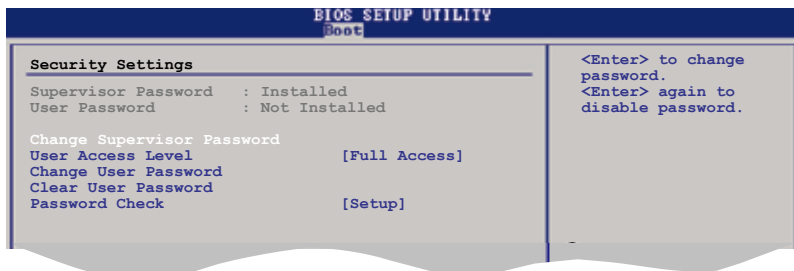 BIOS SETUP UTILITY
Boot
Security Settings
Supervisor Password : Installed
User Password : Not Installed
Change Supervisor Password
User Access Level [Full Access]
Change User Password
Clear User Password
Password Check [Setup]
<Enter> to change
password.
<Enter> again to
disable password.